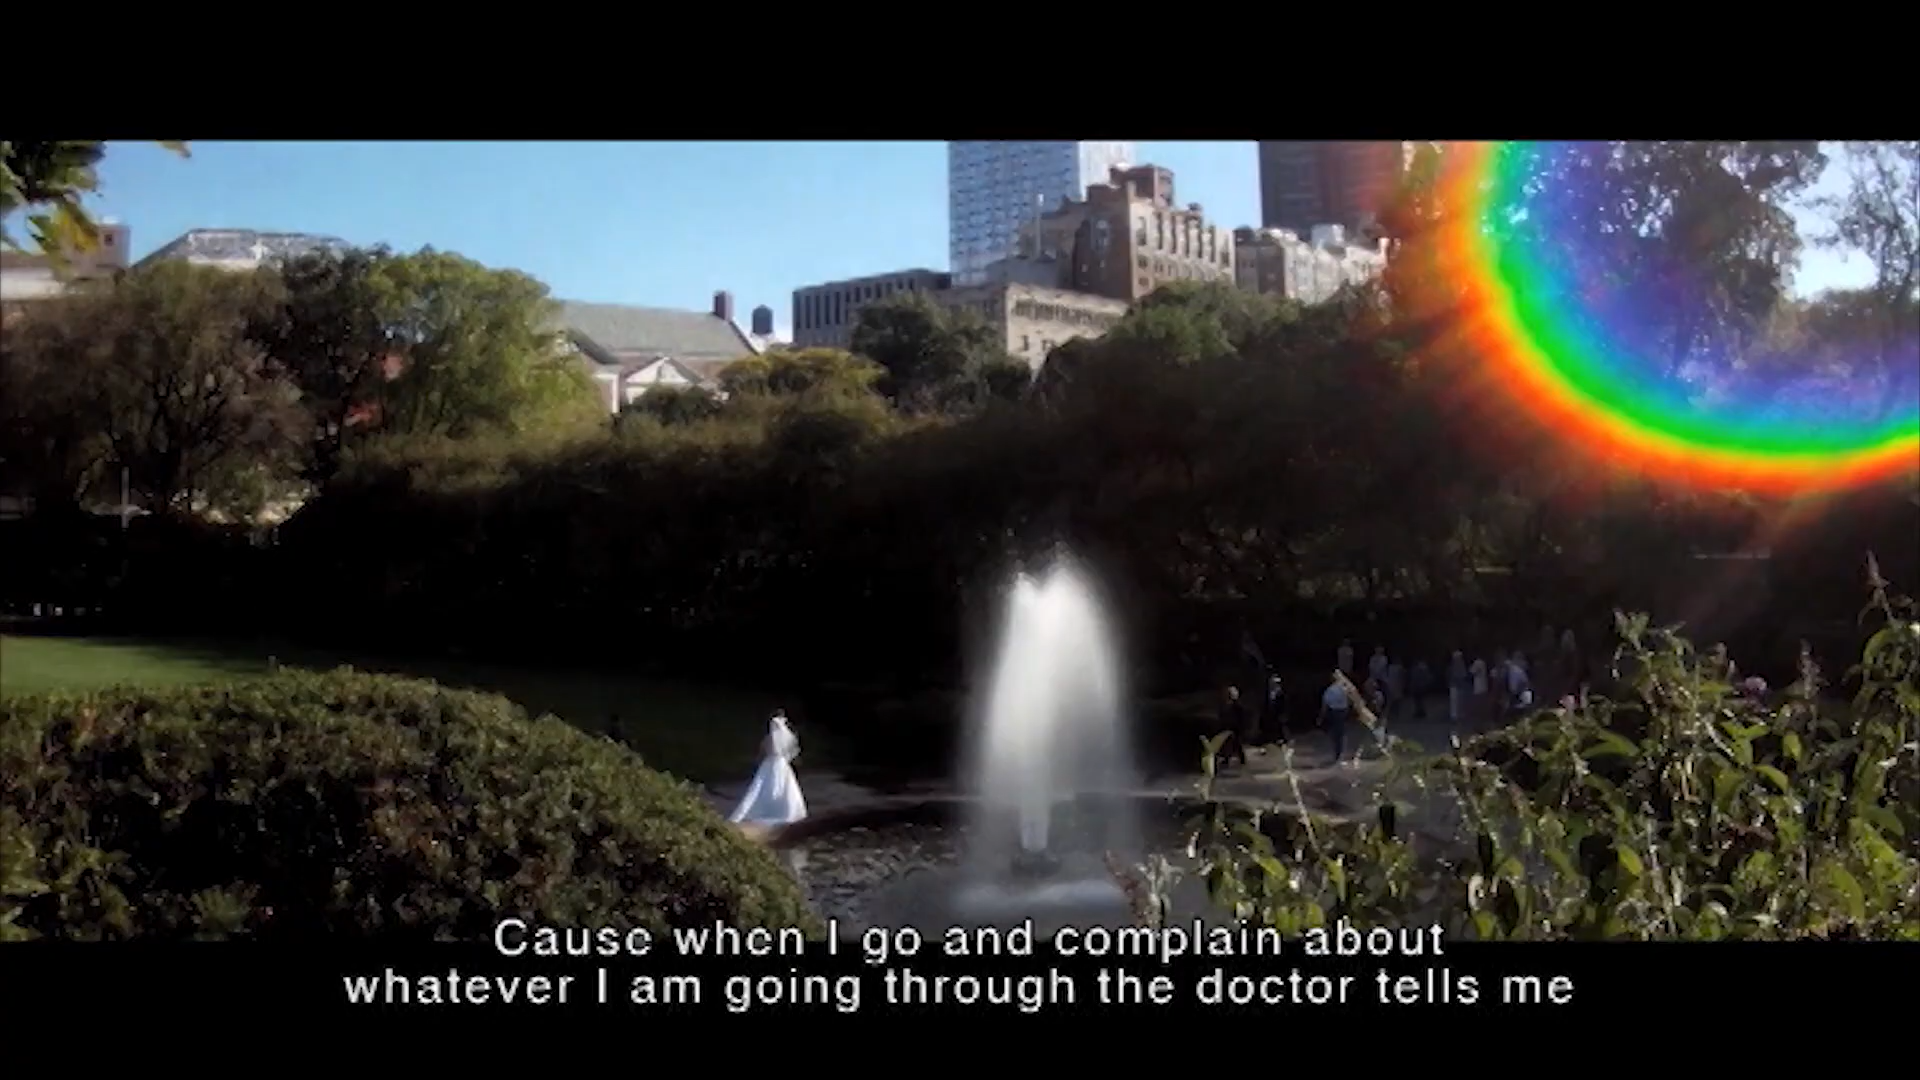 Cause when I go and complain about
whatever I am going through the doctor tells me